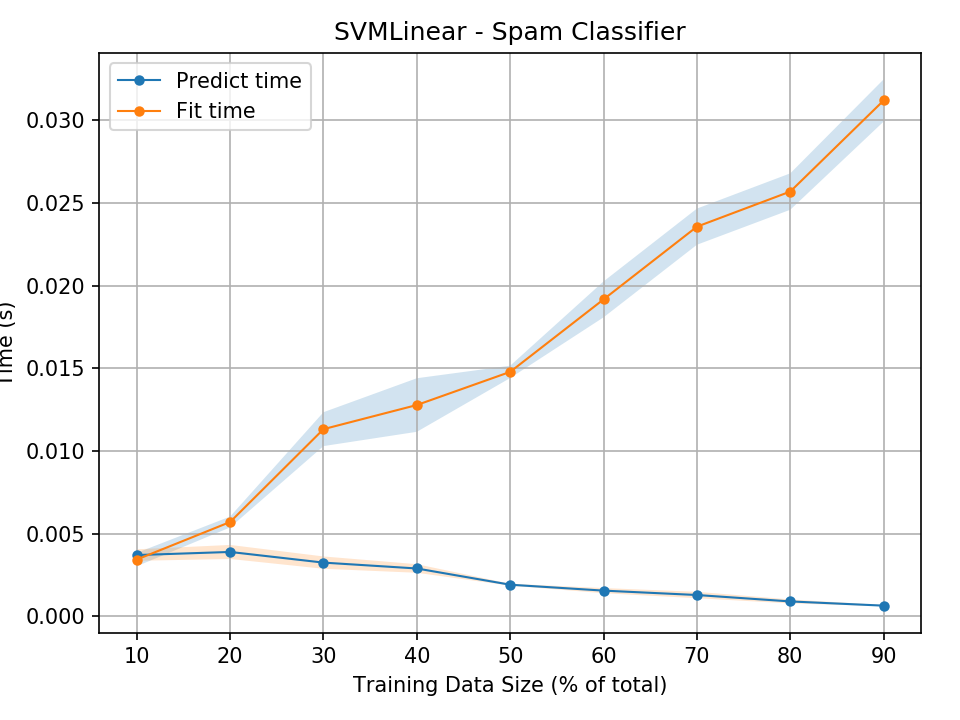 SVMLinear - Spam Classifier
Predict time
Fit time
0.030
0.025
0.020
0.015
0.010
0.005
0.000
Time (s)
10 20 30 40 50 60 70 80 90
Training Data Size (% of total)